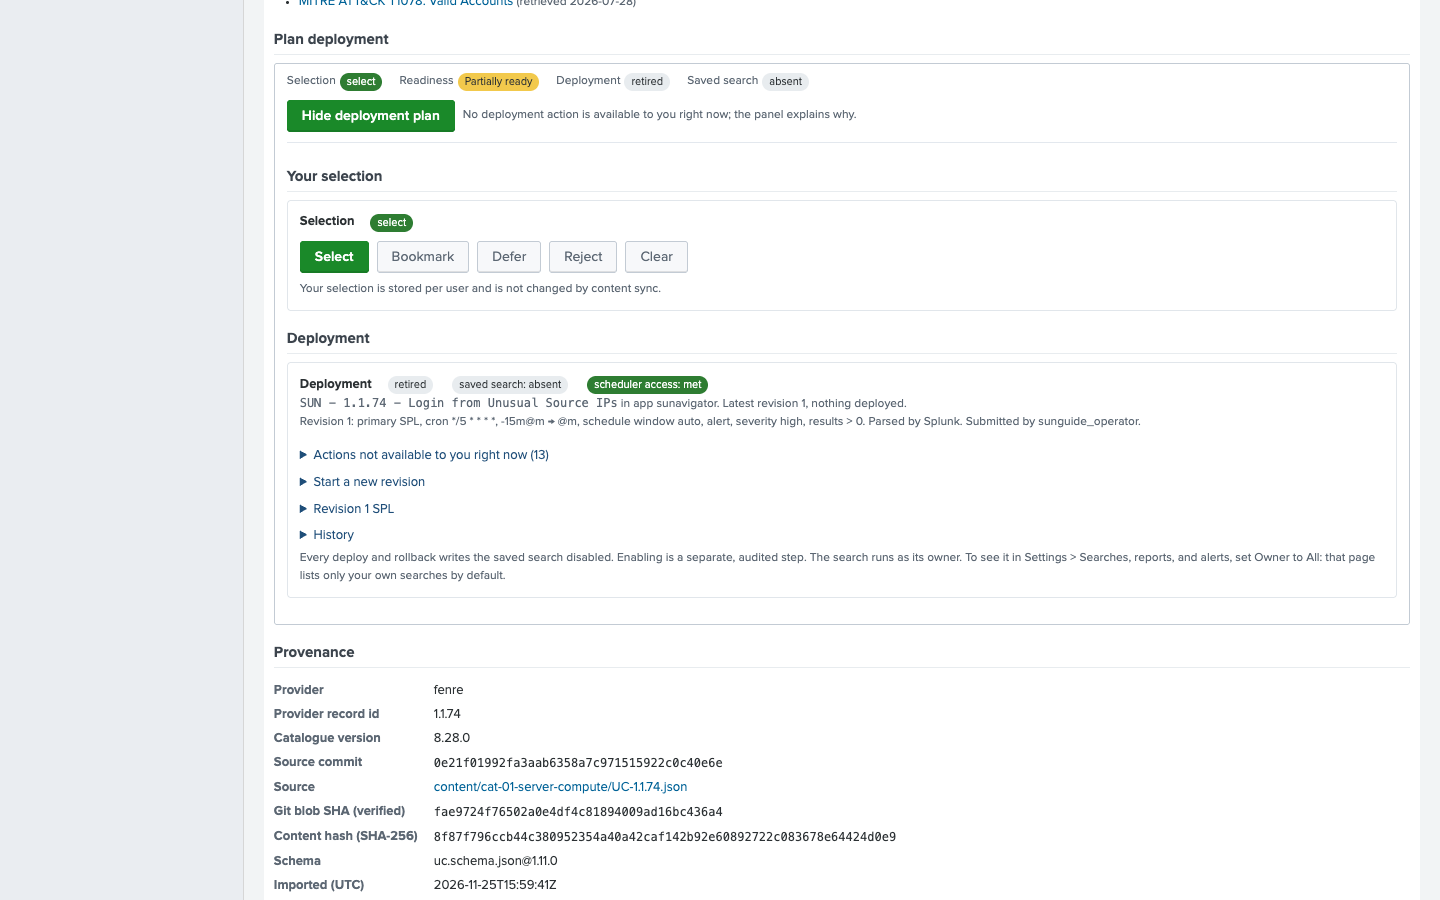 MITRE ATT&CK T1078: Valid Accounts (retrieved 2026-07-28)
Plan deployment
Selection select Readiness Partially ready Deployment retired Saved search absent
Hide deployment plan No deployment action is available to you right now; the panel explains why.
Your selection
Selection select
Select Bookmark Defer Reject Clear
Your selection is stored per user and is not changed by content sync.
Deployment
Deployment retired saved search: absent scheduler access: met
SUN - 1.1.74 - Login from Unusual Source IPs in app sunavigator. Latest revision 1, nothing deployed.
Revision 1: primary SPL, cron */5 * * * *, -15m@m → @m, schedule window auto, alert, severity high, results > 0. Parsed by Splunk. Submitted by sunguide_operator.
▶ Actions not available to you right now (13)
▶ Start a new revision
▶ Revision 1 SPL
▶ History
Every deploy and rollback writes the saved search disabled. Enabling is a separate, audited step. The search runs as its owner. To see it in Settings > Searches, reports, and alerts, set Owner to All: that page
lists only your own searches by default.
Provenance
Provider fenre
Provider record id 1.1.74
Catalogue version 8.28.0
Source commit 0e21f01992fa3aab6358a7c971515922c0c40e6e
Source content/cat-01-server-compute/UC-1.1.74.json
Git blob SHA (verified) fae9724f76502a0e4df4c81894009ad16bc436a4
Content hash (SHA-256) 8f87f796ccb44c380952354a40a42caf142b92e60892722c083678e64424d0e9
Schema uc.schema.json@1.11.0
Imported (UTC) 2026-11-25T15:59:41Z